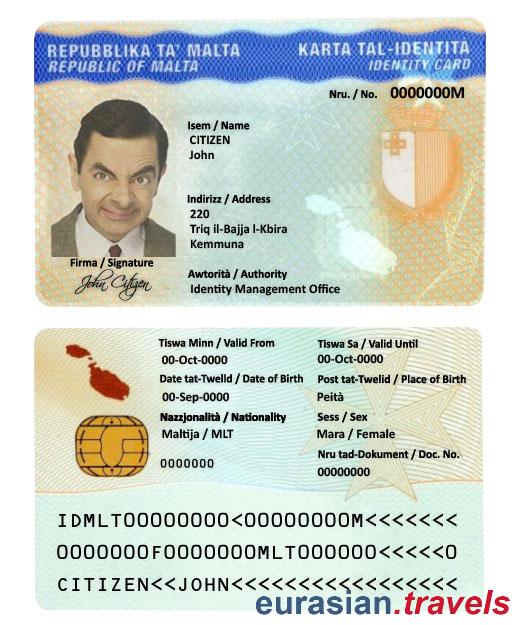 REPUBBLIKA TA' MALTA
REPUBLIC OF MALTA
KARTA TAL-IDENTITA
IDENTITY CARD
Nru. / No. 0000000M
Isem / Name
CITIZEN
John
Indirizz / Address
220
Triq il-Bajja l-Kbira
Kemmuna
Firma / Signature
John Citizen
Awtorità / Authority
Identity Management Office
Tiswa Minn / Valid From
00-Oct-0000
Tiswa Sa / Valid Until
00-Oct-0000
Date tat-Twelld / Date of Birth
00-Sep-0000
Post tat-Twelid / Place of Birth
Peità
Nazzjonalità / Nationality
Maltija / MLT
Sess / Sex
Mara / Female
0000000
Nru tad-Dokument / Doc. No.
00000000
IDMLT00000000<00000000M<<<<<<<
0000000F0000000MLT000000<<<<<0
CITIZEN<<JOHN<<<<<<<<<<<<<<<<<
eurasian.travels